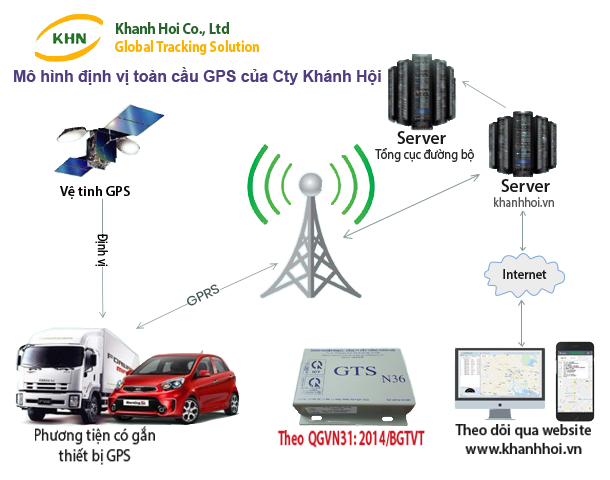 KHN
Khanh Hoi Co., Ltd
Global Tracking Solution
Mô hình định vị toàn cầu GPS của Cty Khánh Hội
Server
Tổng cục đường bộ
Server
khanhhoi.vn
Vệ tinh GPS
Định vị
GPRS
Internet
GTS
N36
Phương tiện có gắn
thiết bị GPS
Theo QGVN31: 2014/BGTVT
Theo dõi qua website
www.khanhhoi.vn